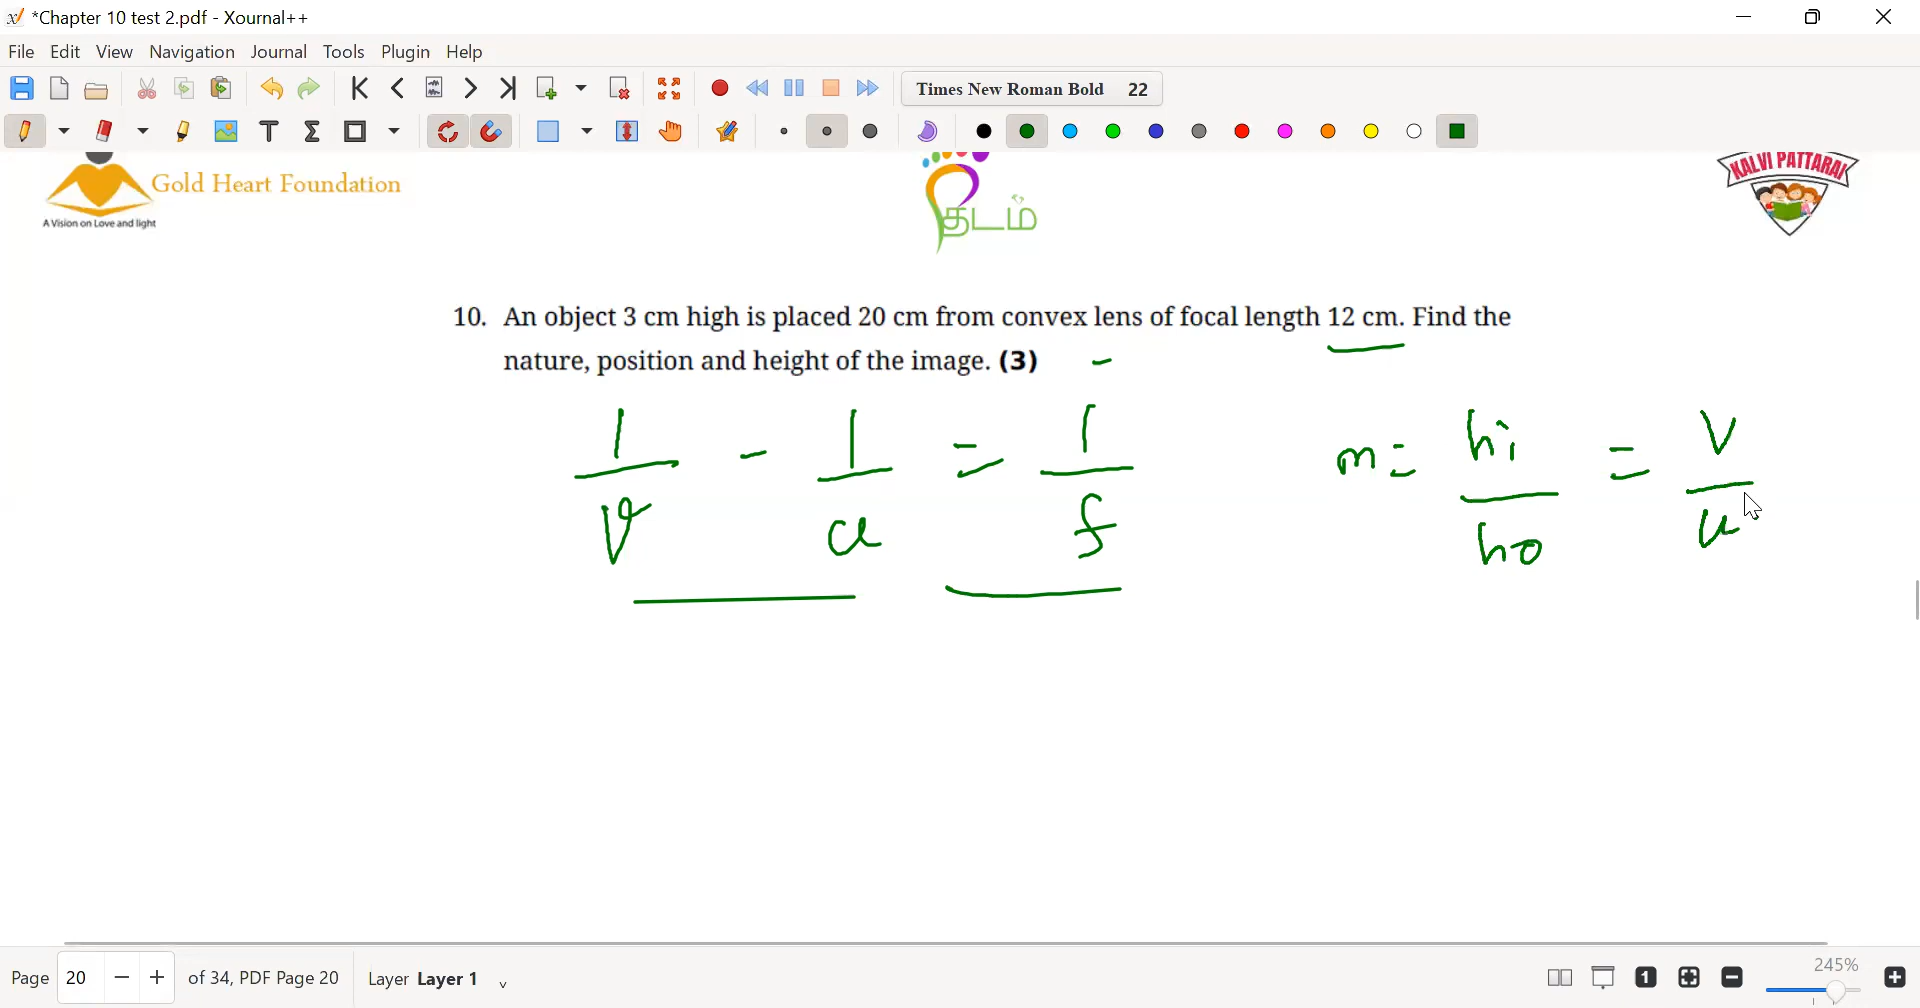 *Chapter 10 test 2.pdf - Xournal++
File Edit View Navigation Journal Tools Plugin Help
Times New Roman Bold 22
Gold Heart Foundation
A Vision on Love and light
தடம்
KALVI PATTARAI
10. An object 3 cm high is placed 20 cm from convex lens of focal length 12 cm. Find the
nature, position and height of the image. (3)
1/v - 1/u = 1/f
m = hi/ho = v/u
Page 20 of 34, PDF Page 20 Layer Layer 1
245%